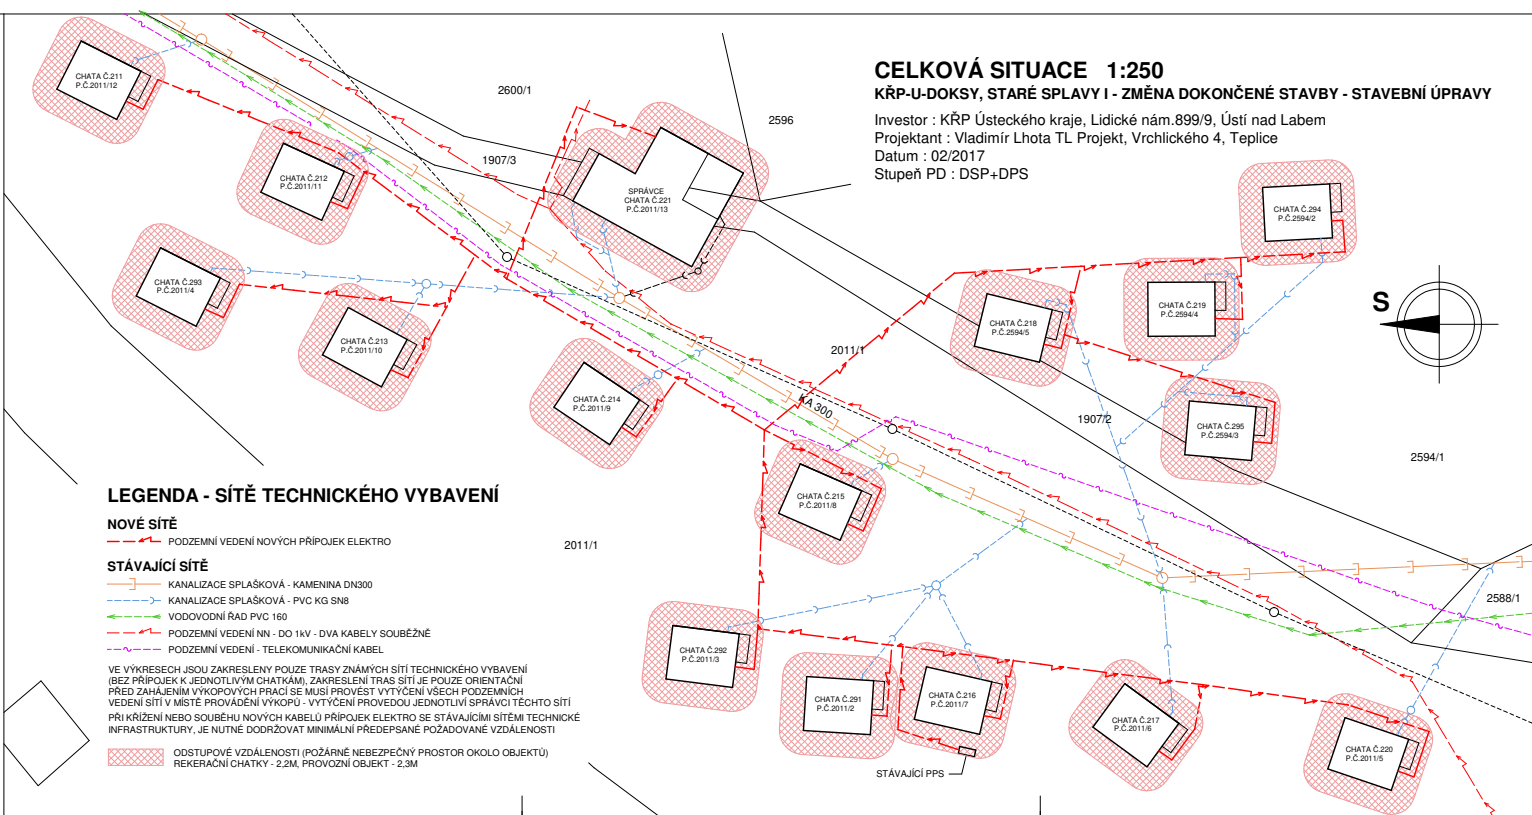 CELKOVÁ SITUACE 1:250
KŘP-U-DOKSY, STARÉ SPLAVY I - ZMĚNA DOKONČENÉ STAVBY - STAVEBNÍ ÚPRAVY
Investor : KŘP Ústeckého kraje, Lidické nám.899/9, Ústí nad Labem
Projektant : Vladimír Lhota TL Projekt, Vrchlického 4, Teplice
Datum : 02/2017
Stupeň PD : DSP+DPS
CHATA Č.211
P.Č.2011/12
2600/1
2596
1907/3
CHATA Č.212
P.Č.2011/11
SPRÁVCE
CHATA Č.221
P.Č.2011/13
CHATA Č.294
P.Č.2594/2
CHATA Č.293
P.Č.2011/4
CHATA Č.213
P.Č.2011/10
CHATA Č.218
P.Č.2594/5
CHATA Č.219
P.Č.2594/4
S
2011/1
CHATA Č.214
P.Č.2011/9
KA 300
1907/2
CHATA Č.295
P.Č.2594/3
2594/1
CHATA Č.215
P.Č.2011/8
2011/1
2588/1
CHATA Č.292
P.Č.2011/3
CHATA Č.291
P.Č.2011/2
CHATA Č.216
P.Č.2011/7
CHATA Č.217
P.Č.2011/6
CHATA Č.220
P.Č.2011/5
STÁVAJÍCÍ PPS
LEGENDA - SÍTĚ TECHNICKÉHO VYBAVENÍ
NOVÉ SÍTĚ
PODZEMNÍ VEDENÍ NOVÝCH PŘÍPOJEK ELEKTRO
STÁVAJÍCÍ SÍTĚ
KANALIZACE SPLAŠKOVÁ - KAMENINA DN300
KANALIZACE SPLAŠKOVÁ - PVC KG SN8
VODOVODNÍ ŘAD PVC 160
PODZEMNÍ VEDENÍ NN - DO 1kV - DVA KABELY SOUBĚŽNĚ
PODZEMNÍ VEDENÍ - TELEKOMUNIKAČNÍ KABEL
VE VÝKRESECH JSOU ZAKRESLENY POUZE TRASY ZNÁMÝCH SÍTÍ TECHNICKÉHO VYBAVENÍ
(BEZ PŘÍPOJEK K JEDNOTLIVÝM CHATKÁM), ZAKRESLENÍ TRAS SÍTÍ JE POUZE ORIENTAČNÍ
PŘED ZAHÁJENÍM VÝKOPOVÝCH PRACÍ SE MUSÍ PROVÉST VYTÝČENÍ VŠECH PODZEMNÍCH
VEDENÍ SÍTÍ V MÍSTĚ PROVÁDĚNÍ VÝKOPŮ - VYTÝČENÍ PROVEDOU JEDNOTLIVÍ SPRÁVCI TĚCHTO SÍTÍ
PŘI KŘÍŽENÍ NEBO SOUBĚHU NOVÝCH KABELŮ PŘÍPOJEK ELEKTRO SE STÁVAJÍCÍMI SÍTĚMI TECHNICKÉ
INFRASTRUKTURY, JE NUTNÉ DODRŽOVAT MINIMÁLNÍ PŘEDEPSANÉ POŽADOVANÉ VZDÁLENOSTI
ODSTUPOVÉ VZDÁLENOSTI (POŽÁRNĚ NEBEZPEČNÝ PROSTOR OKOLO OBJEKTŮ)
REKERAČNÍ CHATKY - 2,2M, PROVOZNÍ OBJEKT - 2,3M